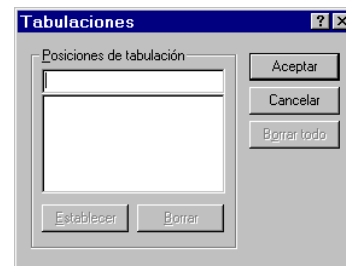 Tabulaciones
Posiciones de tabulación
Aceptar
Cancelar
Borrar todo
Establecer
Borrar